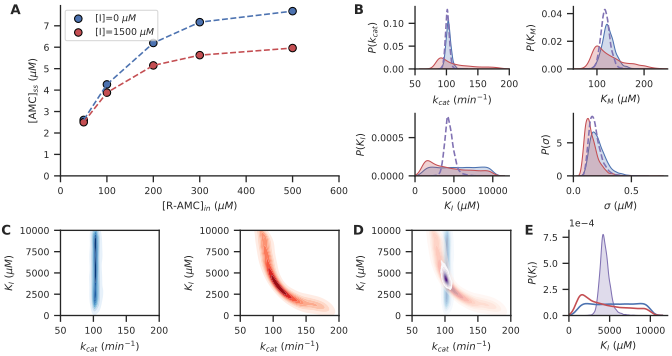 A
[I]=0 μM
[I]=1500 μM
[AMC]ss (μM)
7
6
5
4
3
2
1
0
0 100 200 300 400 500 600
[R-AMC]in (μM)
B
P(kcat)
0.10
0.05
0.00
50 100 150 200
kcat (min⁻¹)
P(KM)
0.04
0.02
0.00
100 200
KM (μM)
P(KI)
0.0005
0.0000
0 5000 10000
KI (μM)
P(σ)
5
0
0.0 0.5
σ (μM)
C
KI (μM)
10000
7500
5000
2500
0
50 100 150 200
kcat (min⁻¹)
KI (μM)
10000
7500
5000
2500
0
50 100 150 200
kcat (min⁻¹)
D
KI (μM)
10000
7500
5000
2500
0
50 100 150 200
kcat (min⁻¹)
E
1e−4
P(KI)
7.5
5.0
2.5
0.0
0 5000 10000
KI (μM)